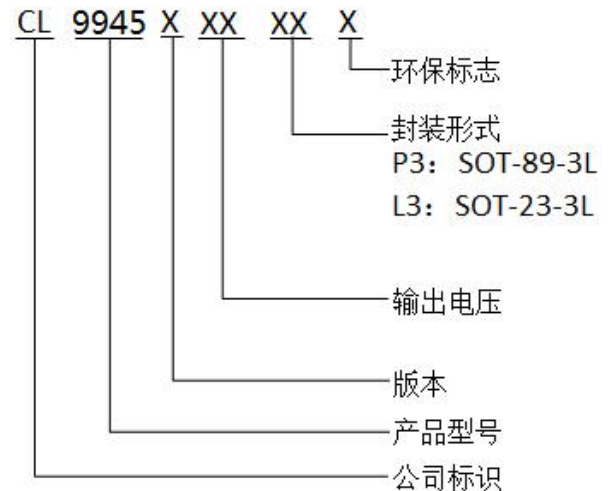 CL 9945 X XX XX X
环保标志
封装形式
P3：SOT-89-3L
L3：SOT-23-3L
输出电压
版本
产品型号
公司标识